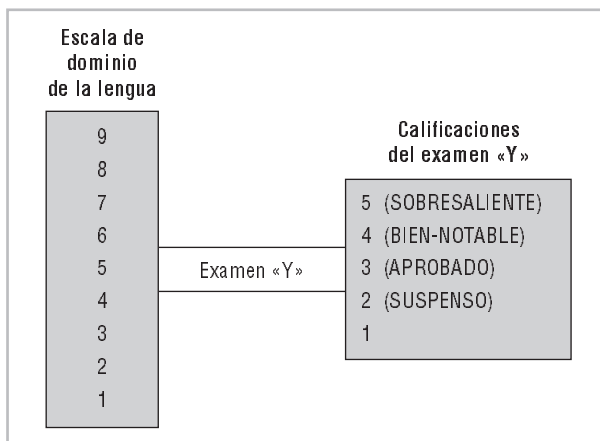 Escala de
dominio
de la lengua
9
8
7
6
5
4
3
2
1
Examen «Y»
Calificaciones
del examen «Y»
5 (SOBRESALIENTE)
4 (BIEN-NOTABLE)
3 (APROBADO)
2 (SUSPENSO)
1